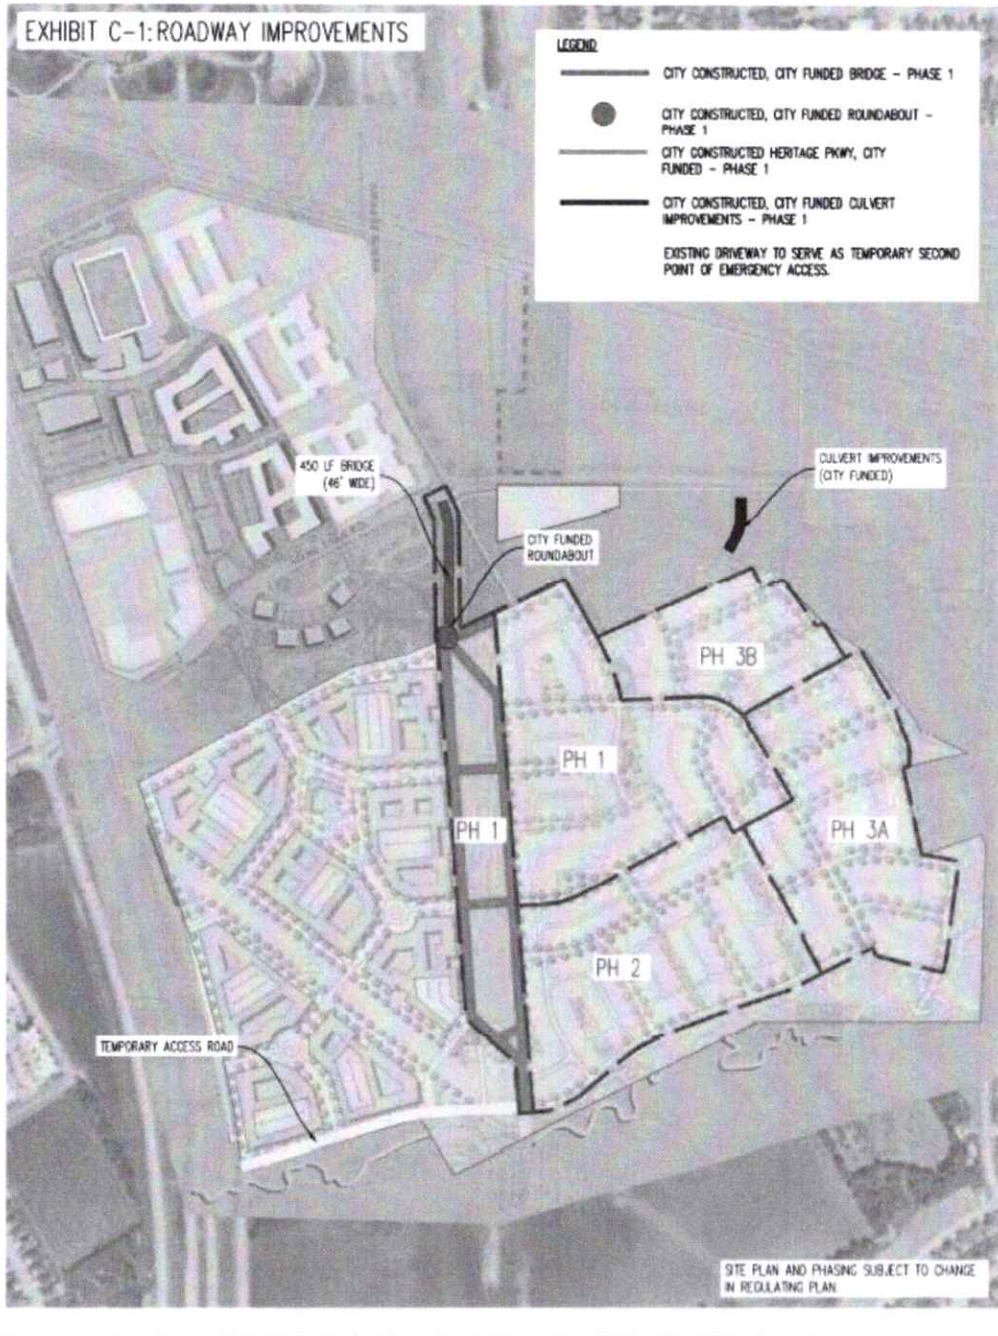 EXHIBIT C-1: ROADWAY IMPROVEMENTS
LEGEND
CITY CONSTRUCTED, CITY FUNDED BRIDGE - PHASE 1
CITY CONSTRUCTED, CITY FUNDED ROUNDABOUT -
PHASE 1
CITY CONSTRUCTED HERITAGE PKWY, CITY
FUNDED - PHASE 1
CITY CONSTRUCTED, CITY FUNDED CULVERT
IMPROVEMENTS - PHASE 1
EXISTING DRIVEWAY TO SERVE AS TEMPORARY SECOND
POINT OF EMERGENCY ACCESS.
450 LF BRIDGE
(46' WIDE)
CULVERT IMPROVEMENTS
(CITY FUNDED)
CITY FUNDED
ROUNDABOUT
PH 3B
PH 1
PH 1
PH 3A
PH 2
TEMPORARY ACCESS ROAD
SITE PLAN AND PHASING SUBJECT TO CHANGE
IN REGULATING PLAN